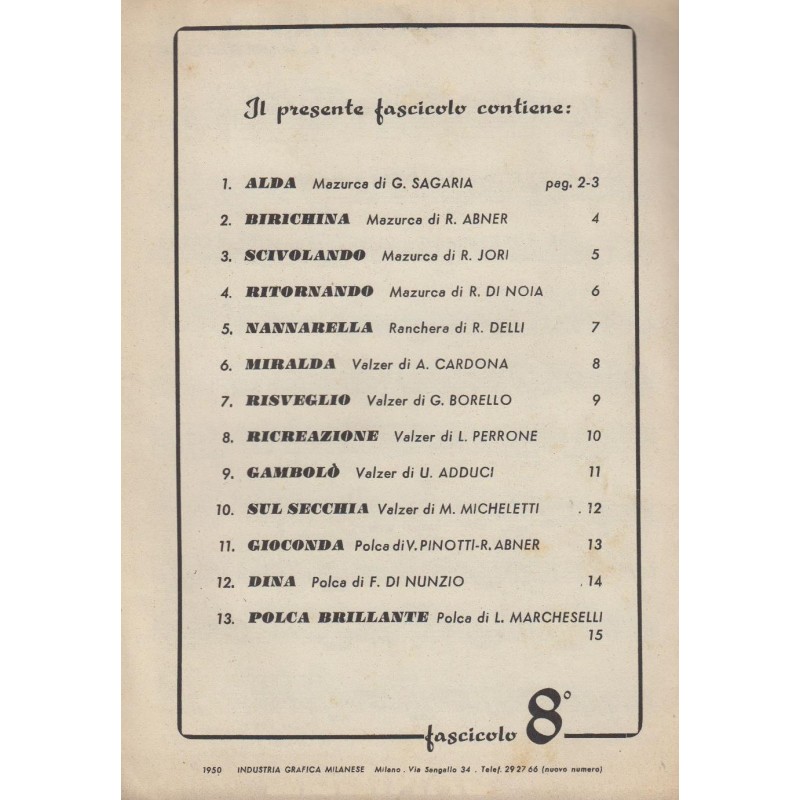 Il presente fascicolo contiene:
1. ALDA Mazurca di G. SAGARIA pag. 2-3
2. BIRICHINA Mazurca di R. ABNER 4
3. SCIVOLANDO Mazurca di R. JORI 5
4. RITORNANDO Mazurca di R. DI NOIA 6
5. NANNARELLA Ranchera di R. DELLI 7
6. MIRALDA Valzer di A. CARDONA 8
7. RISVEGLIO Valzer di G. BORELLO 9
8. RICREAZIONE Valzer di L. PERRONE 10
9. GAMBOLÒ Valzer di U. ADDUCI 11
10. SUL SECCHIA Valzer di M. MICHELETTI . 12
11. GIOCONDA Polca di V. PINOTTI-R. ABNER 13
12. DINA Polca di F. DI NUNZIO . 14
13. POLCA BRILLANTE Polca di L. MARCHESELLI
15
fascicolo 8°
1950 INDUSTRIA GRAFICA MILANESE Milano . Via Sangallo 34 . Telef. 29 27 66 (nuovo numero)